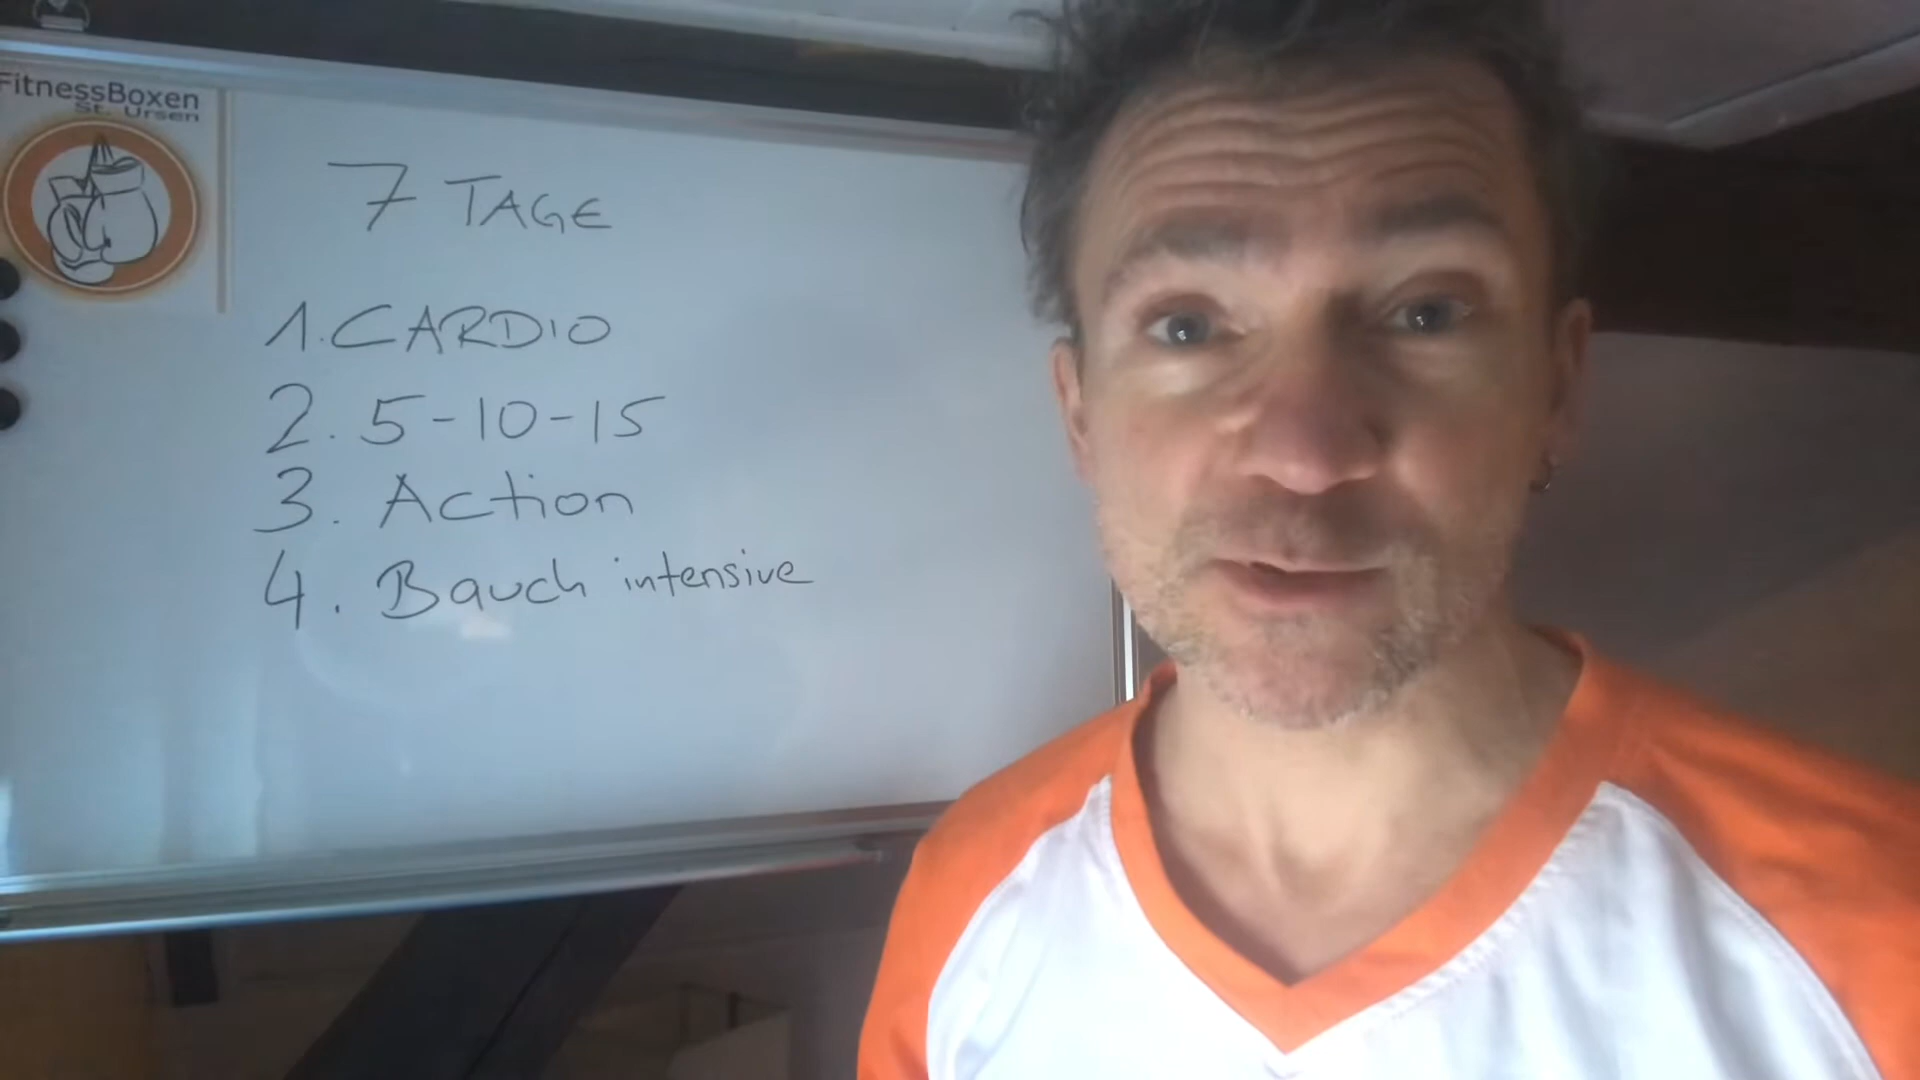 FitnessBoxen
St. Ursen
7 TAGE
1. CARDIO
2. 5-10-15
3. Action
4. Bauch intensive